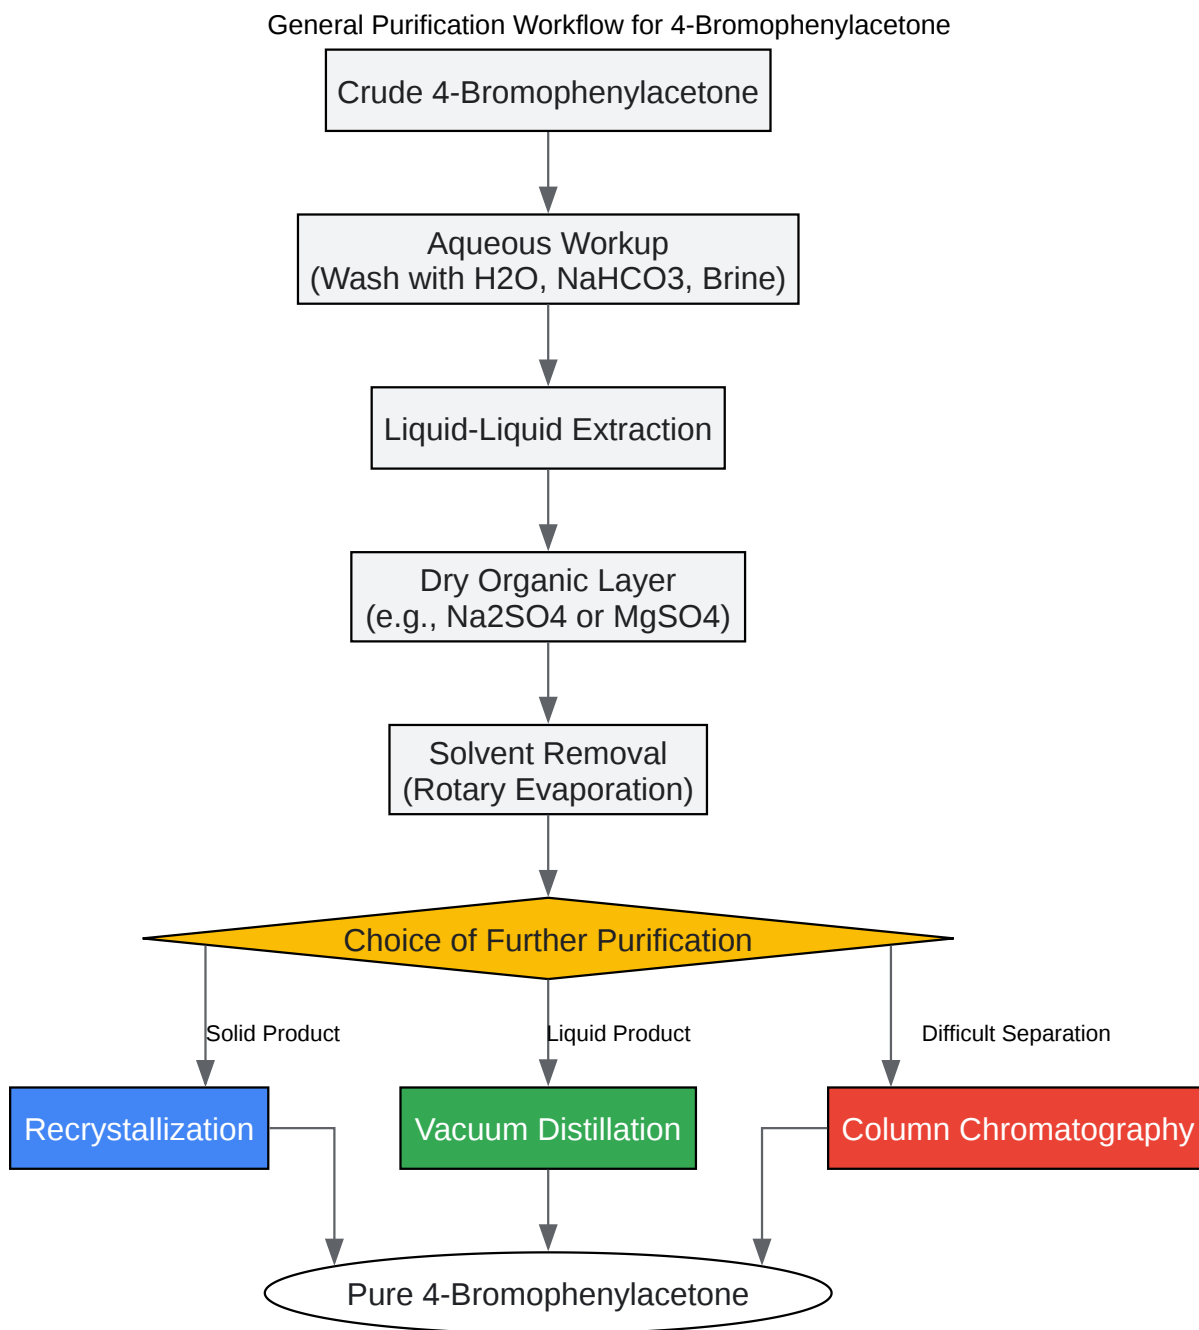 General Purification Workflow for 4-Bromophenylacetone
Crude 4-Bromophenylacetone
Aqueous Workup
(Wash with H2O, NaHCO3, Brine)
Liquid-Liquid Extraction
Dry Organic Layer
(e.g., Na2SO4 or MgSO4)
Solvent Removal
(Rotary Evaporation)
Choice of Further Purification
Solid Product
Liquid Product
Difficult Separation
Recrystallization
Vacuum Distillation
Column Chromatography
Pure 4-Bromophenylacetone